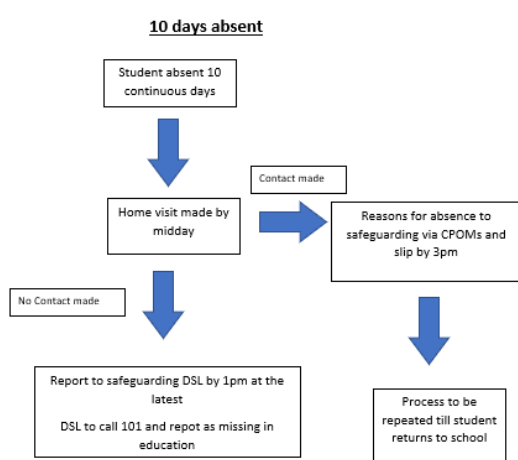 10 days absent
Student absent 10
continuous days
Contact made
Home visit made by
midday
Reasons for absence to
safeguarding via CPOMs and
slip by 3pm
No Contact made
Report to safeguarding DSL by 1pm at the
latest
DSL to call 101 and repot as missing in
education
Process to be
repeated till student
returns to school